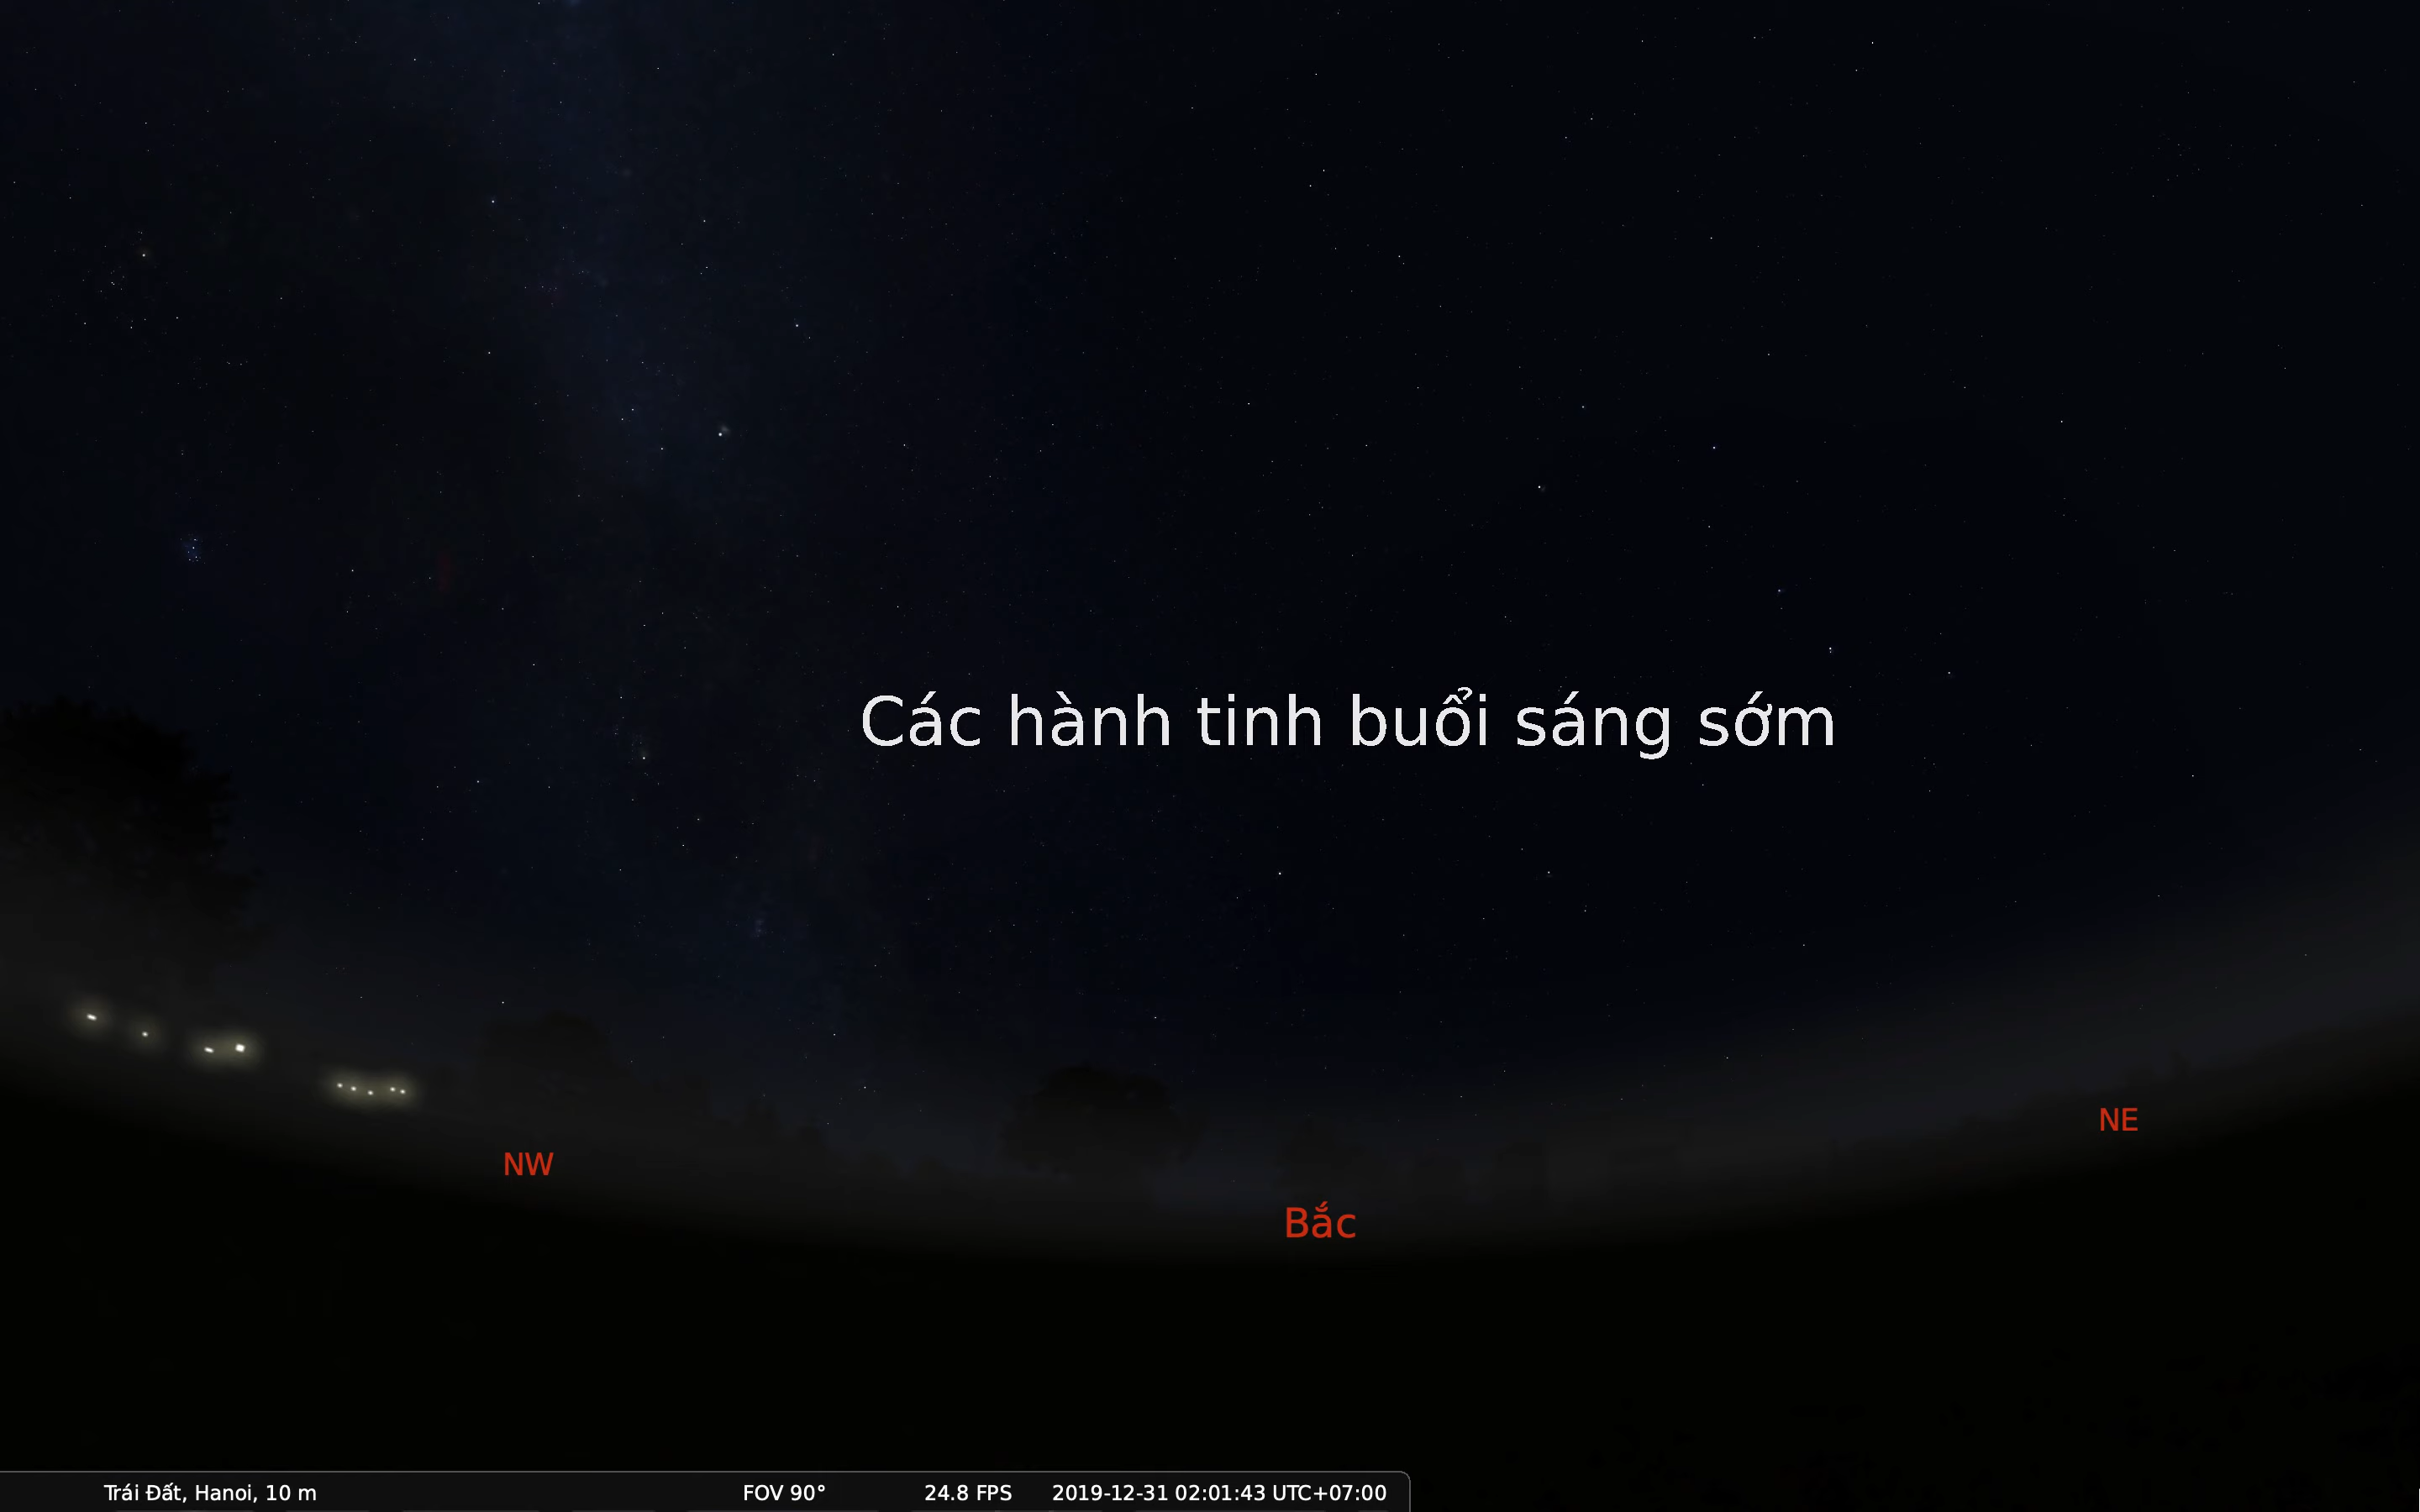 Các hành tinh buổi sáng sớm
NE
NW
Bắc
Trái Đất, Hanoi, 10 m FOV 90° 24.8 FPS 2019-12-31 02:01:43 UTC+07:00